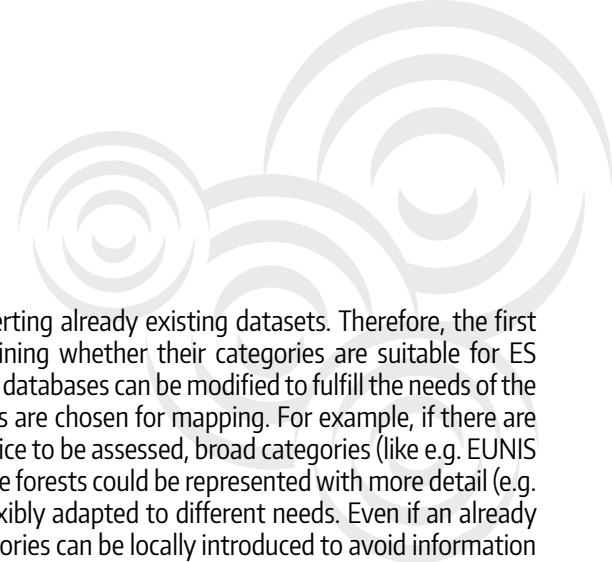 erting already existing datasets. Therefore, the first
ining whether their categories are suitable for ES
databases can be modified to fulfill the needs of the
s are chosen for mapping. For example, if there are
ice to be assessed, broad categories (like e.g. EUNIS
e forests could be represented with more detail (e.g.
xibly adapted to different needs. Even if an already
ories can be locally introduced to avoid information